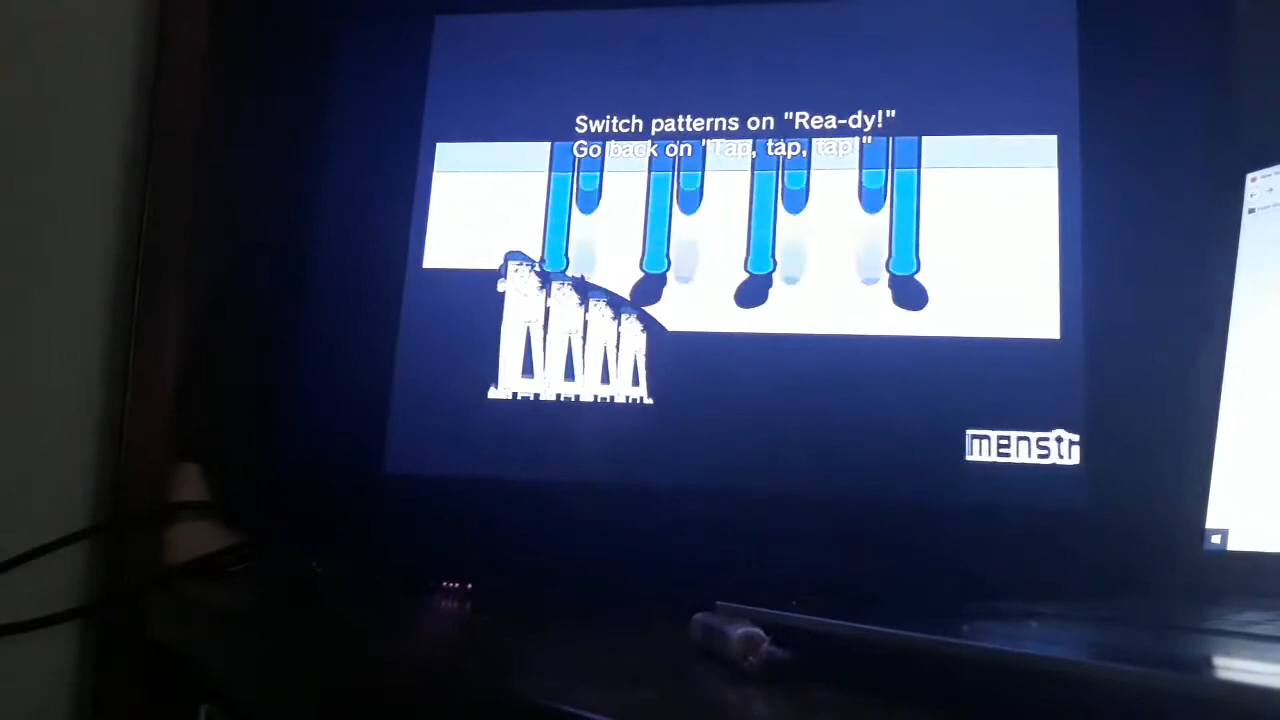 Switch patterns on "Rea-dy!"
Go back on "Tap, tap, tap!"
menstr